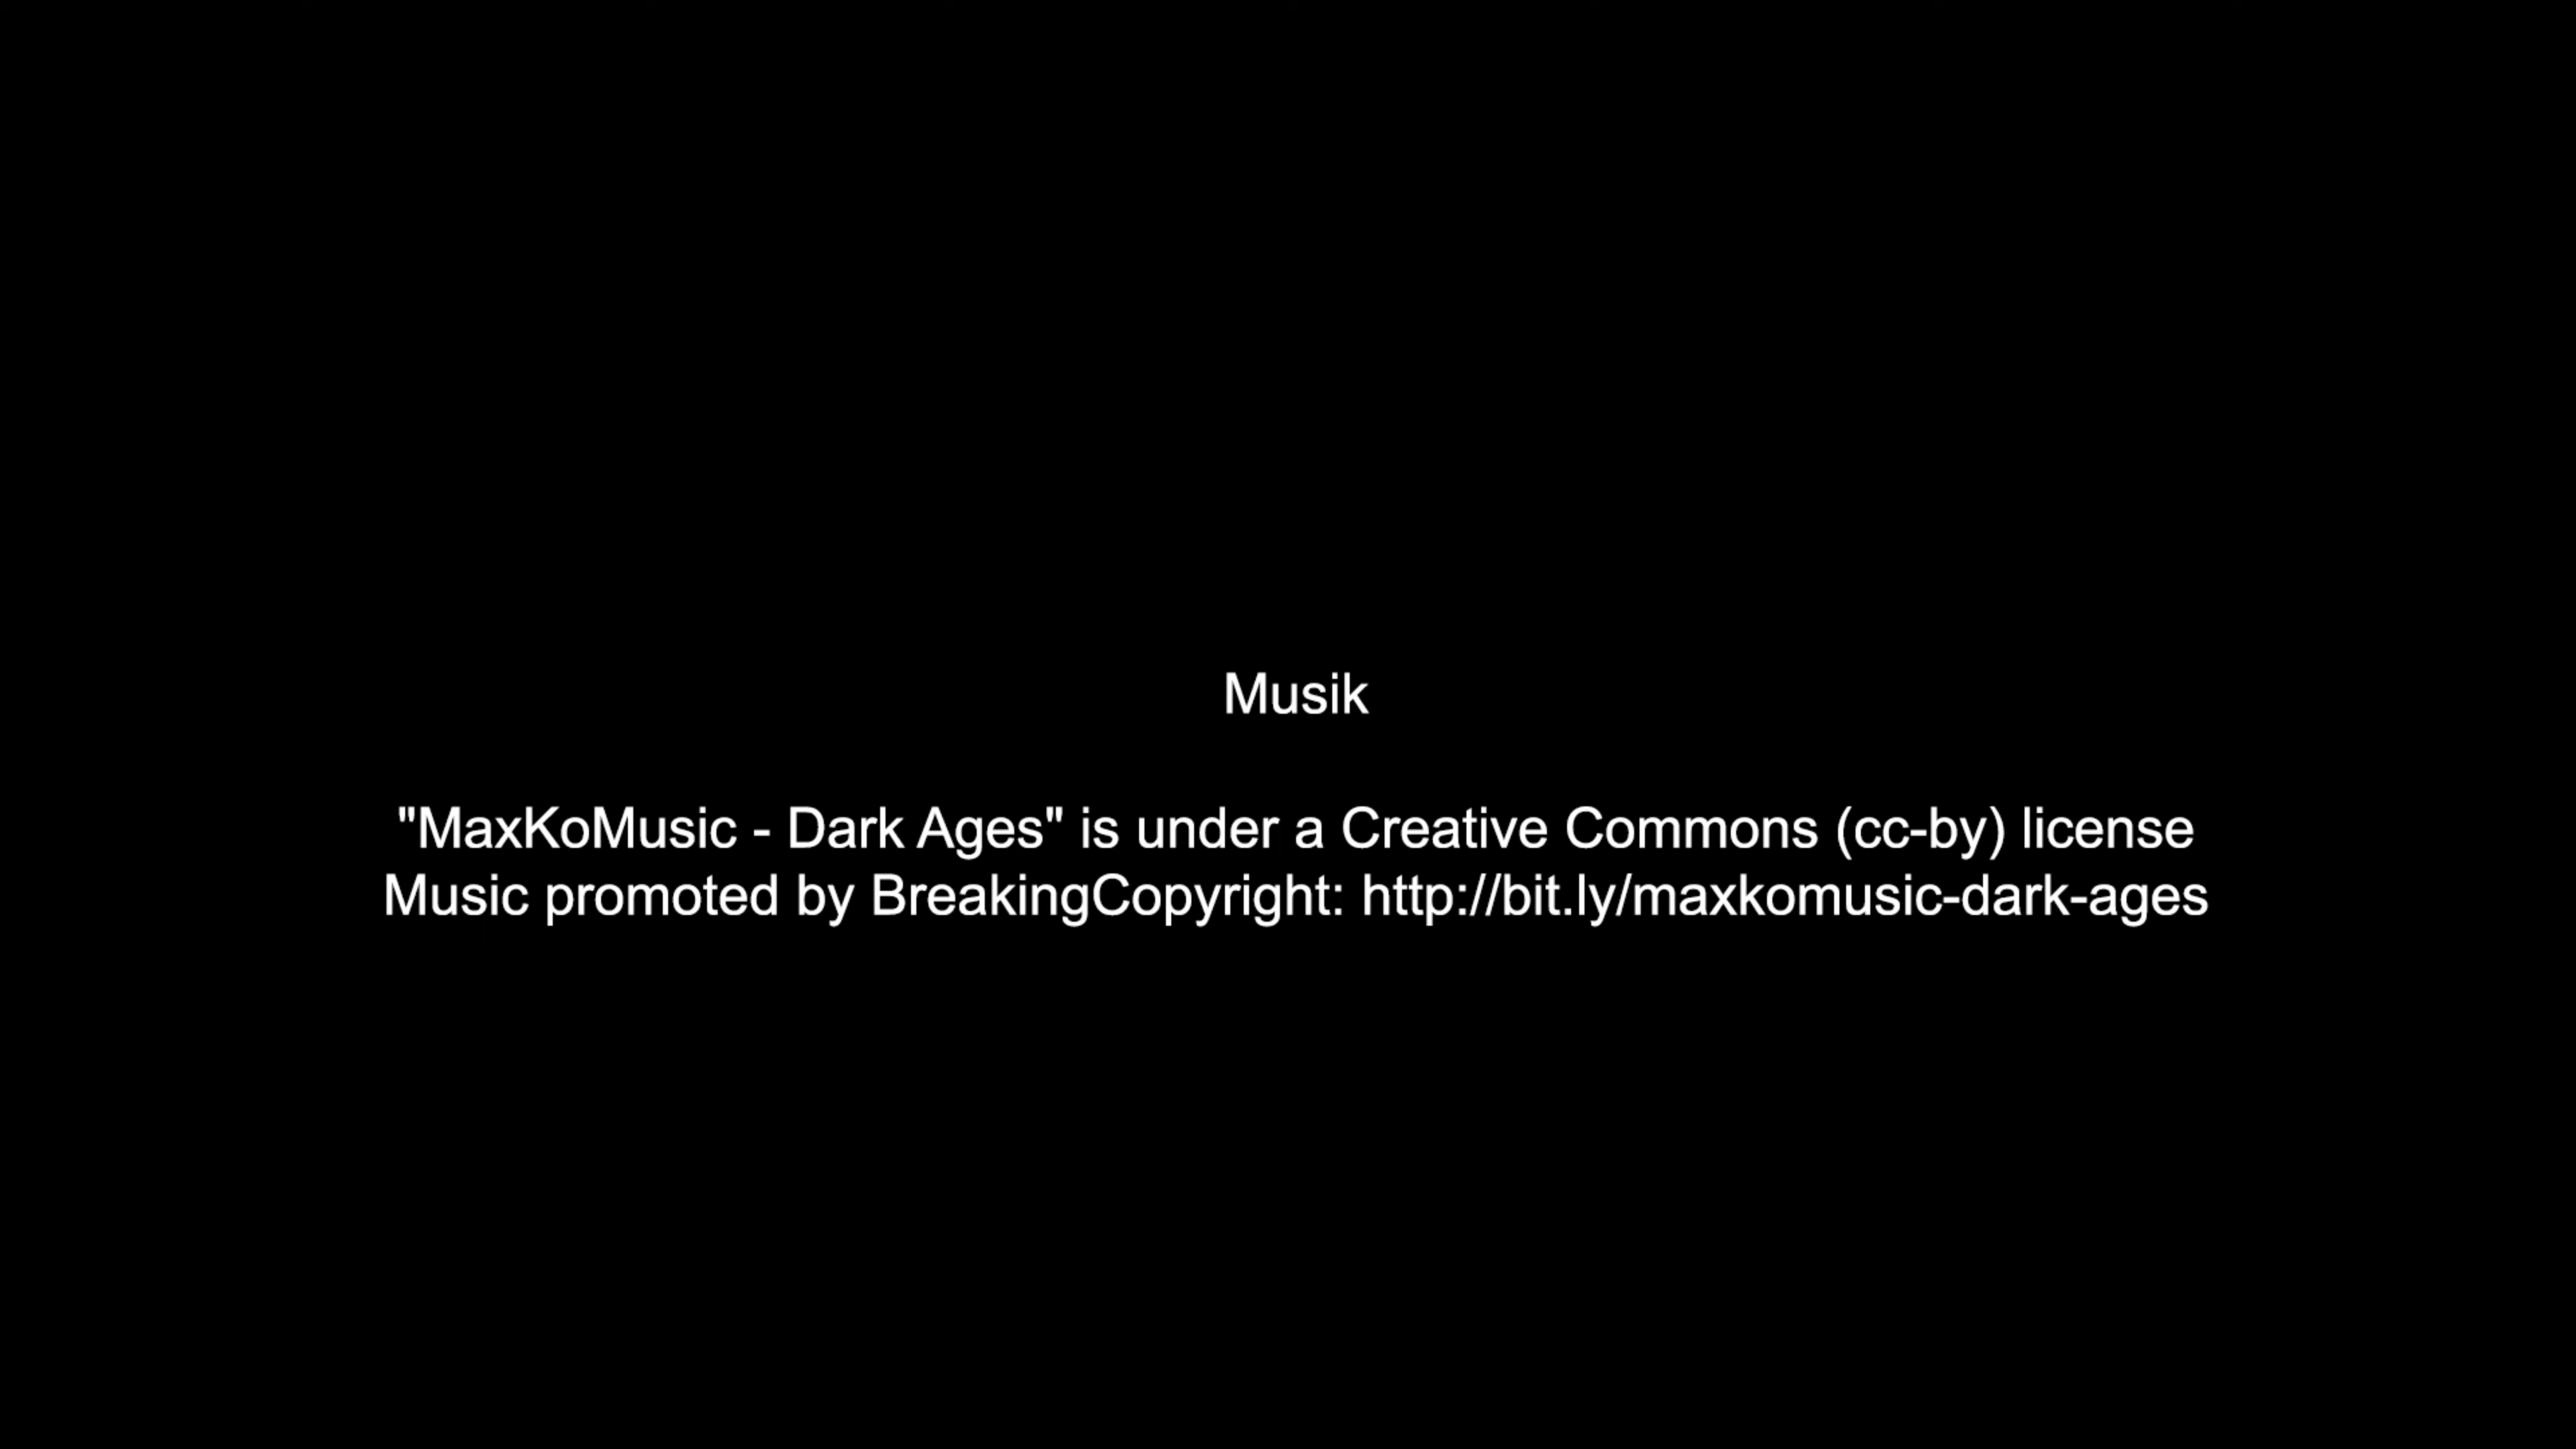 Musik
"MaxKoMusic - Dark Ages" is under a Creative Commons (cc-by) license
Music promoted by BreakingCopyright: http://bit.ly/maxkomusic-dark-ages